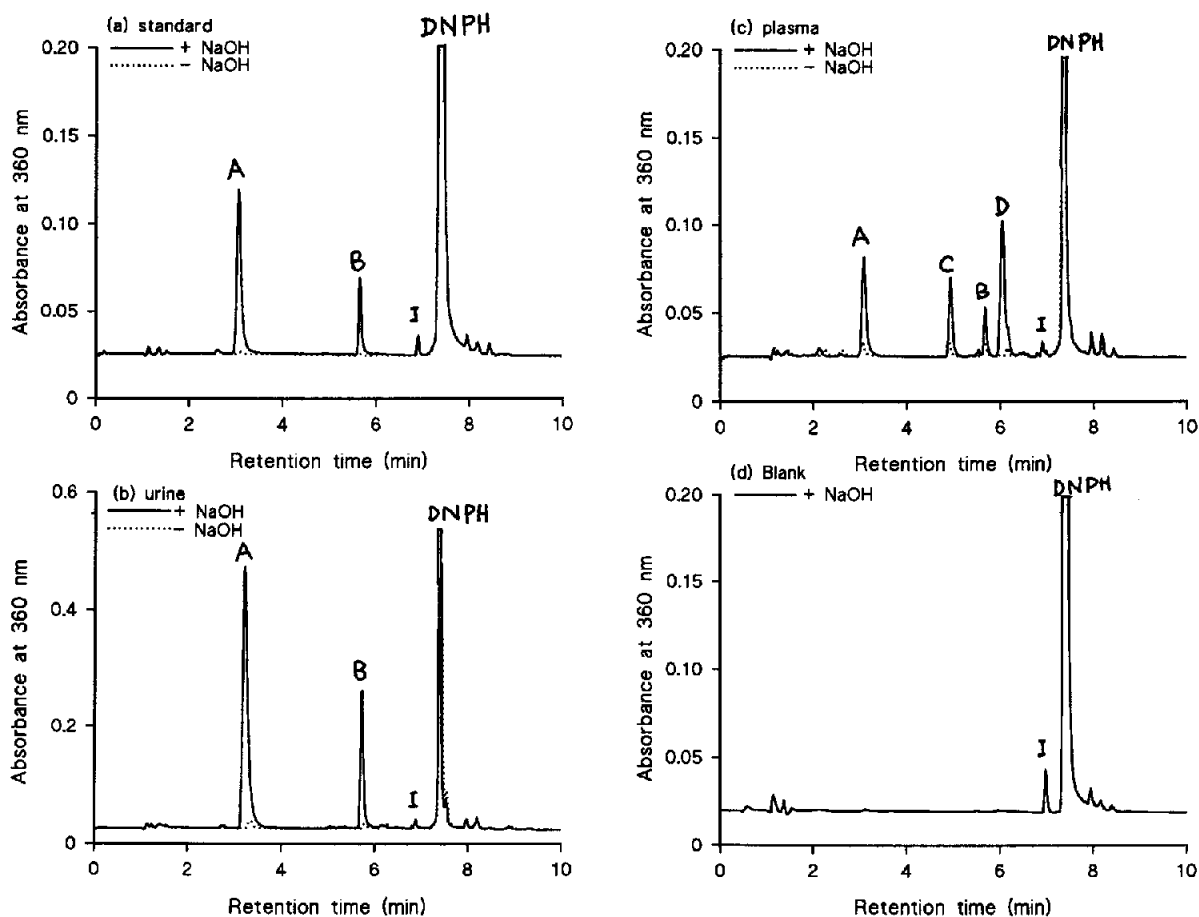 (a) standard
+ NaOH
− NaOH
DNPH
A
B
I
0.20
0.15
0.10
0.05
0
Absorbance at 360 nm
0 2 4 6 8 10
Retention time (min)
(c) plasma
+ NaOH
− NaOH
DNPH
A
C
B
D
I
0.20
0.15
0.10
0.05
0
Absorbance at 360 nm
0 2 4 6 8 10
Retention time (min)
(b) urine
+ NaOH
− NaOH
DNPH
A
B
I
0.6
0.4
0.2
0
Absorbance at 360 nm
0 2 4 6 8 10
Retention time (min)
(d) Blank
+ NaOH
DNPH
I
0.20
0.15
0.10
0.05
0
Absorbance at 360 nm
0 2 4 6 8 10
Retention time (min)